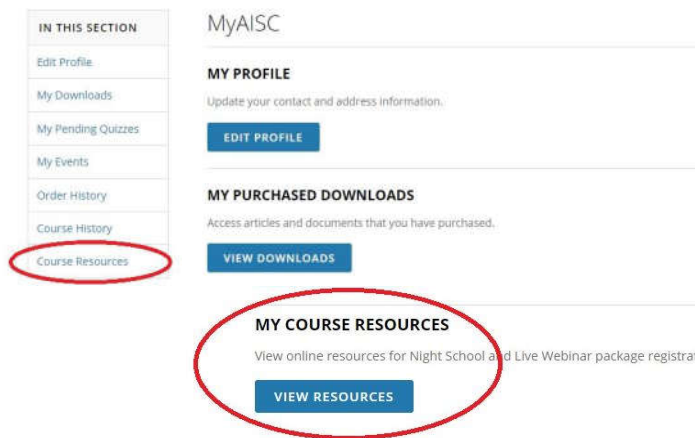 IN THIS SECTION
Edit Profile
My Downloads
My Pending Quizzes
My Events
Order History
Course History
Course Resources
MyAISC
MY PROFILE
Update your contact and address information.
EDIT PROFILE
MY PURCHASED DOWNLOADS
Access articles and documents that you have purchased.
VIEW DOWNLOADS
MY COURSE RESOURCES
View online resources for Night School and Live Webinar package registrat
VIEW RESOURCES